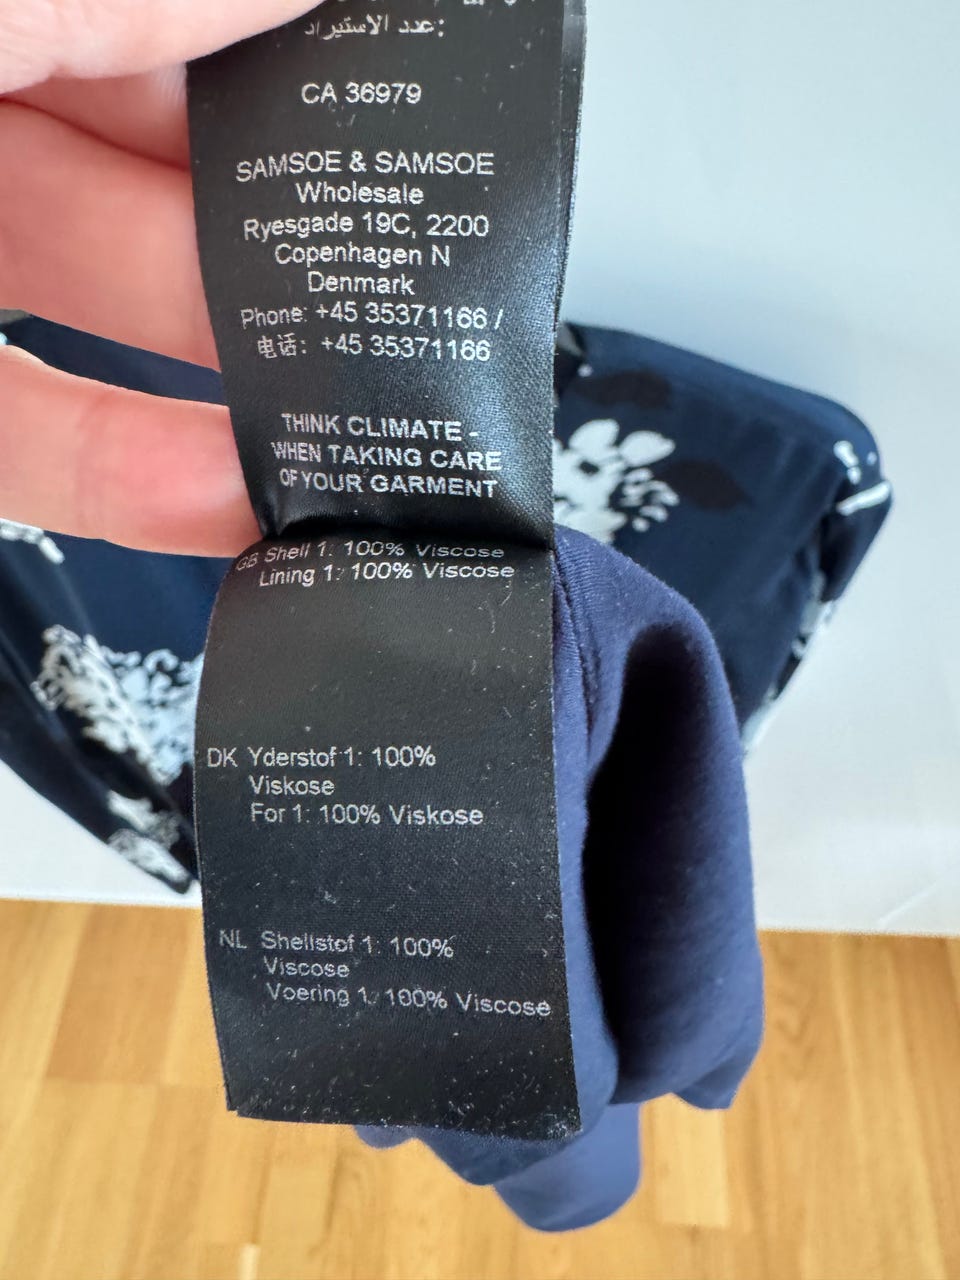 عدد الاستيراد:
CA 36979
SAMSOE & SAMSOE
Wholesale
Ryesgade 19C, 2200
Copenhagen N
Denmark
Phone: +45 35371166 /
电话: +45 35371166
THINK CLIMATE -
WHEN TAKING CARE
OF YOUR GARMENT
GB Shell 1: 100% Viscose
Lining 1: 100% Viscose
DK Yderstof 1: 100%
Viskose
For 1: 100% Viskose
NL Shellstof 1: 100%
Viscose
Voering 1: 100% Viscose